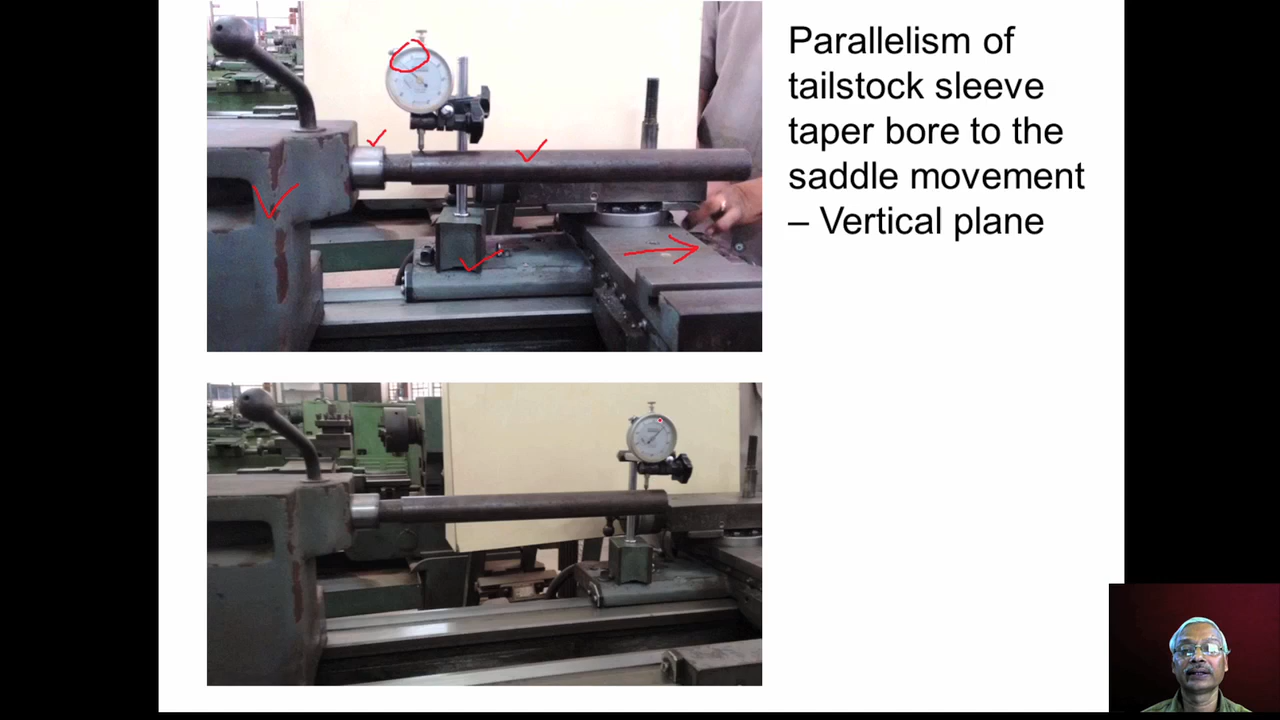 Parallelism of
tailstock sleeve
taper bore to the
saddle movement
– Vertical plane